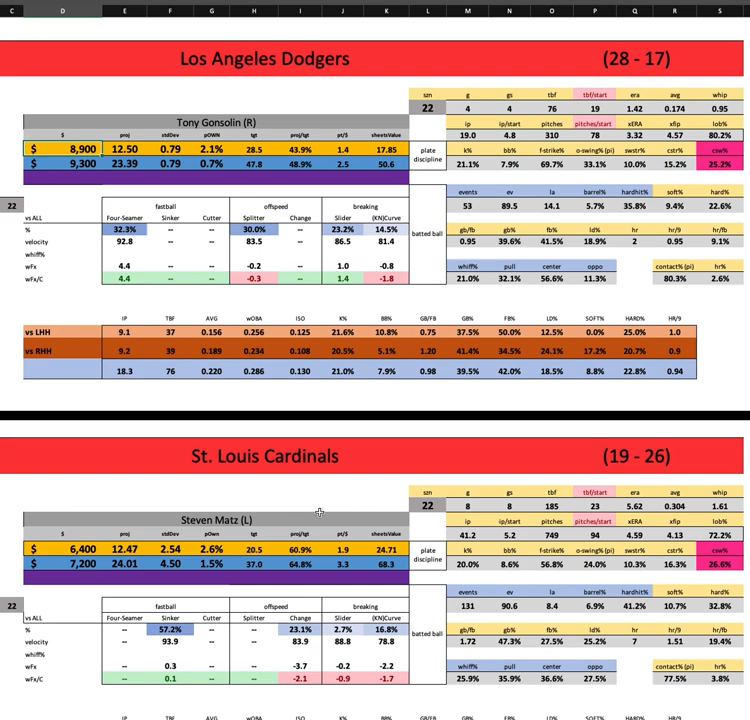 C D E F G H I J K L M N O P Q R S
Los Angeles Dodgers (28 - 17)
szn g gs tbf tbf/start era avg whip
22 4 4 76 19 1.42 0.174 0.95
Tony Gonsolin (R) ip ip/start pitches pitches/start xERA xfip lob%
$ proj stdDev pOWN tgt proj/tgt pt/$ sheetsValue 19.0 4.8 310 78 3.32 4.57 80.2%
$ 8,900 12.50 0.79 2.1% 28.5 43.9% 1.4 17.85 plate discipline k% bb% f-strike% o-swing% (pi) swstr% cstr% csw%
$ 9,300 23.39 0.79 0.7% 47.8 48.9% 2.5 50.6 21.1% 7.9% 69.7% 33.1% 10.0% 15.2% 25.2%
events ev la barrel% hardhit% soft% hard%
22 fastball offspeed breaking 53 89.5 14.1 5.7% 35.8% 9.4% 22.6%
vs ALL Four-Seamer Sinker Cutter Splitter Change Slider (KN)Curve
% 32.3% -- -- 30.0% -- 23.2% 14.5% batted ball gb/fb gb% fb% ld% hr hr/9 hr/fb
velocity 92.8 -- -- 83.5 -- 86.5 81.4 0.95 39.6% 41.5% 18.9% 2 0.95 9.1%
whiff%
wFx 4.4 -- -- -0.2 -- 1.0 -0.8 whiff% pull center oppo contact% (pi) hr%
wFx/C 4.4 -- -- -0.3 -- 1.4 -1.8 21.0% 32.1% 56.6% 11.3% 80.3% 2.6%
IP TBF AVG wOBA ISO K% BB% GB/FB GB% FB% LD% SOFT% HARD% HR/9
vs LHH 9.1 37 0.156 0.256 0.125 21.6% 10.8% 0.75 37.5% 50.0% 12.5% 0.0% 25.0% 1.0
vs RHH 9.2 39 0.189 0.234 0.108 20.5% 5.1% 1.20 41.4% 34.5% 24.1% 17.2% 20.7% 0.9
18.3 76 0.220 0.286 0.130 21.0% 7.9% 0.98 39.5% 42.0% 18.5% 8.8% 22.8% 0.94
St. Louis Cardinals (19 - 26)
szn g gs tbf tbf/start era avg whip
22 8 8 185 23 5.62 0.304 1.61
Steven Matz (L) ip ip/start pitches pitches/start xERA xfip lob%
$ proj stdDev pOwn tgt proj/tgt pt/$ sheetsValue 41.2 5.2 749 94 4.59 4.13 72.2%
$ 6,400 12.47 2.54 2.6% 20.5 60.9% 1.9 24.71 plate discipline k% bb% f-strike% o-swing% (pi) swstr% cstr% csw%
$ 7,200 24.01 4.50 1.5% 37.0 64.8% 3.3 68.3 20.0% 8.6% 56.8% 24.0% 10.3% 16.3% 26.6%
events ev la barrel% hardhit% soft% hard%
22 fastball offspeed breaking 131 90.6 8.4 6.9% 41.2% 10.7% 32.8%
vs ALL Four-Seamer Sinker Cutter Splitter Change Slider (KN)Curve
% -- 57.2% -- -- 23.1% 2.7% 16.8% batted ball gb/fb gb% fb% ld% hr hr/9 hr/fb
velocity -- 93.9 -- -- 83.9 88.8 78.8 1.72 47.3% 27.5% 25.2% 7 1.51 19.4%
whiff%
wFx -- 0.3 -- -- -3.7 -0.2 -2.2 whiff% pull center oppo contact% (pi) hr%
wFx/C -- 0.1 -- -- -2.1 -0.9 -1.7 25.9% 35.9% 36.6% 27.5% 77.5% 3.8%
IP TBF AVG wOBA ISO K% BB% GB/FB GB% FB% LD% SOFT% HARD% HR/9